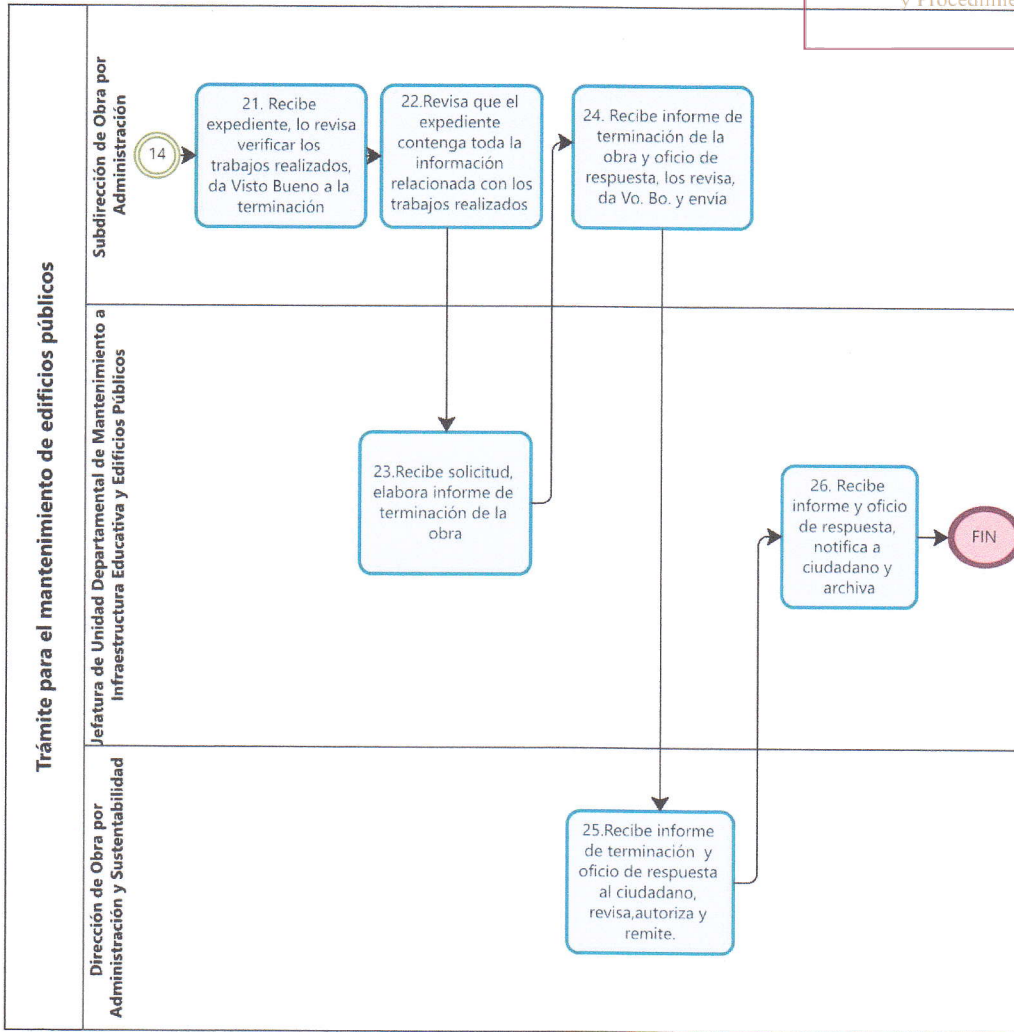 y Procedimie
Trámite para el mantenimiento de edificios públicos
Subdirección de Obra por
Administración
14
21. Recibe
expediente, lo revisa
verificar los
trabajos realizados,
da Visto Bueno a la
terminación
22.Revisa que el
expediente
contenga toda la
información
relacionada con los
trabajos realizados
24. Recibe informe de
terminación de la
obra y oficio de
respuesta, los revisa,
da Vo. Bo. y envía
Jefatura de Unidad Departamental de Mantenimiento a
Infraestructura Educativa y Edificios Públicos
23.Recibe solicitud,
elabora informe de
terminación de la
obra
26. Recibe
informe y oficio
de respuesta,
notifica a
ciudadano y
archiva
FIN
Dirección de Obra por
Administración y Sustentabilidad
25.Recibe informe
de terminación y
oficio de respuesta
al ciudadano,
revisa,autoriza y
remite.